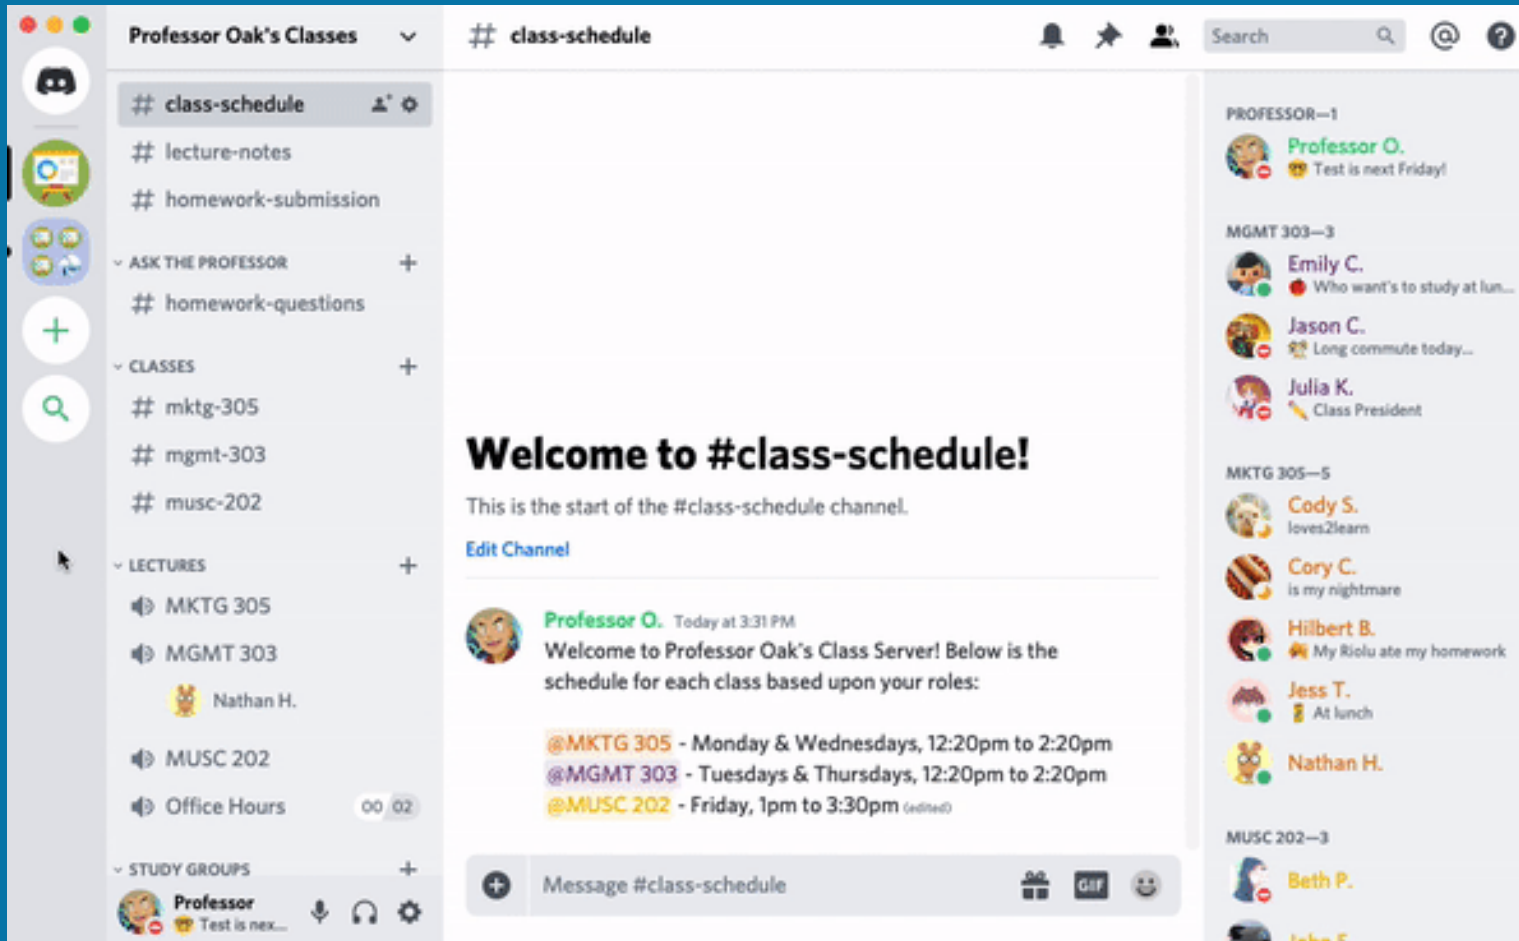 Professor Oak's Classes
# class-schedule
Search
# class-schedule
# lecture-notes
# homework-submission
ASK THE PROFESSOR
# homework-questions
CLASSES
# mktg-305
# mgmt-303
# musc-202
LECTURES
MKTG 305
MGMT 303
Nathan H.
MUSC 202
Office Hours
00 02
STUDY GROUPS
Professor
Test is nex...
Welcome to #class-schedule!
This is the start of the #class-schedule channel.
Edit Channel
Professor O. Today at 3:31 PM
Welcome to Professor Oak's Class Server! Below is the
schedule for each class based upon your roles:
@MKTG 305 - Monday & Wednesdays, 12:20pm to 2:20pm
@MGMT 303 - Tuesdays & Thursdays, 12:20pm to 2:20pm
@MUSC 202 - Friday, 1pm to 3:30pm (edited)
Message #class-schedule
GIF
PROFESSOR—1
Professor O.
Test is next Friday!
MGMT 303—3
Emily C.
Who want's to study at lun...
Jason C.
Long commute today...
Julia K.
Class President
MKTG 305—5
Cody S.
loves2learn
Cory C.
is my nightmare
Hilbert B.
My Riolu ate my homework
Jess T.
At lunch
Nathan H.
MUSC 202—3
Beth P.